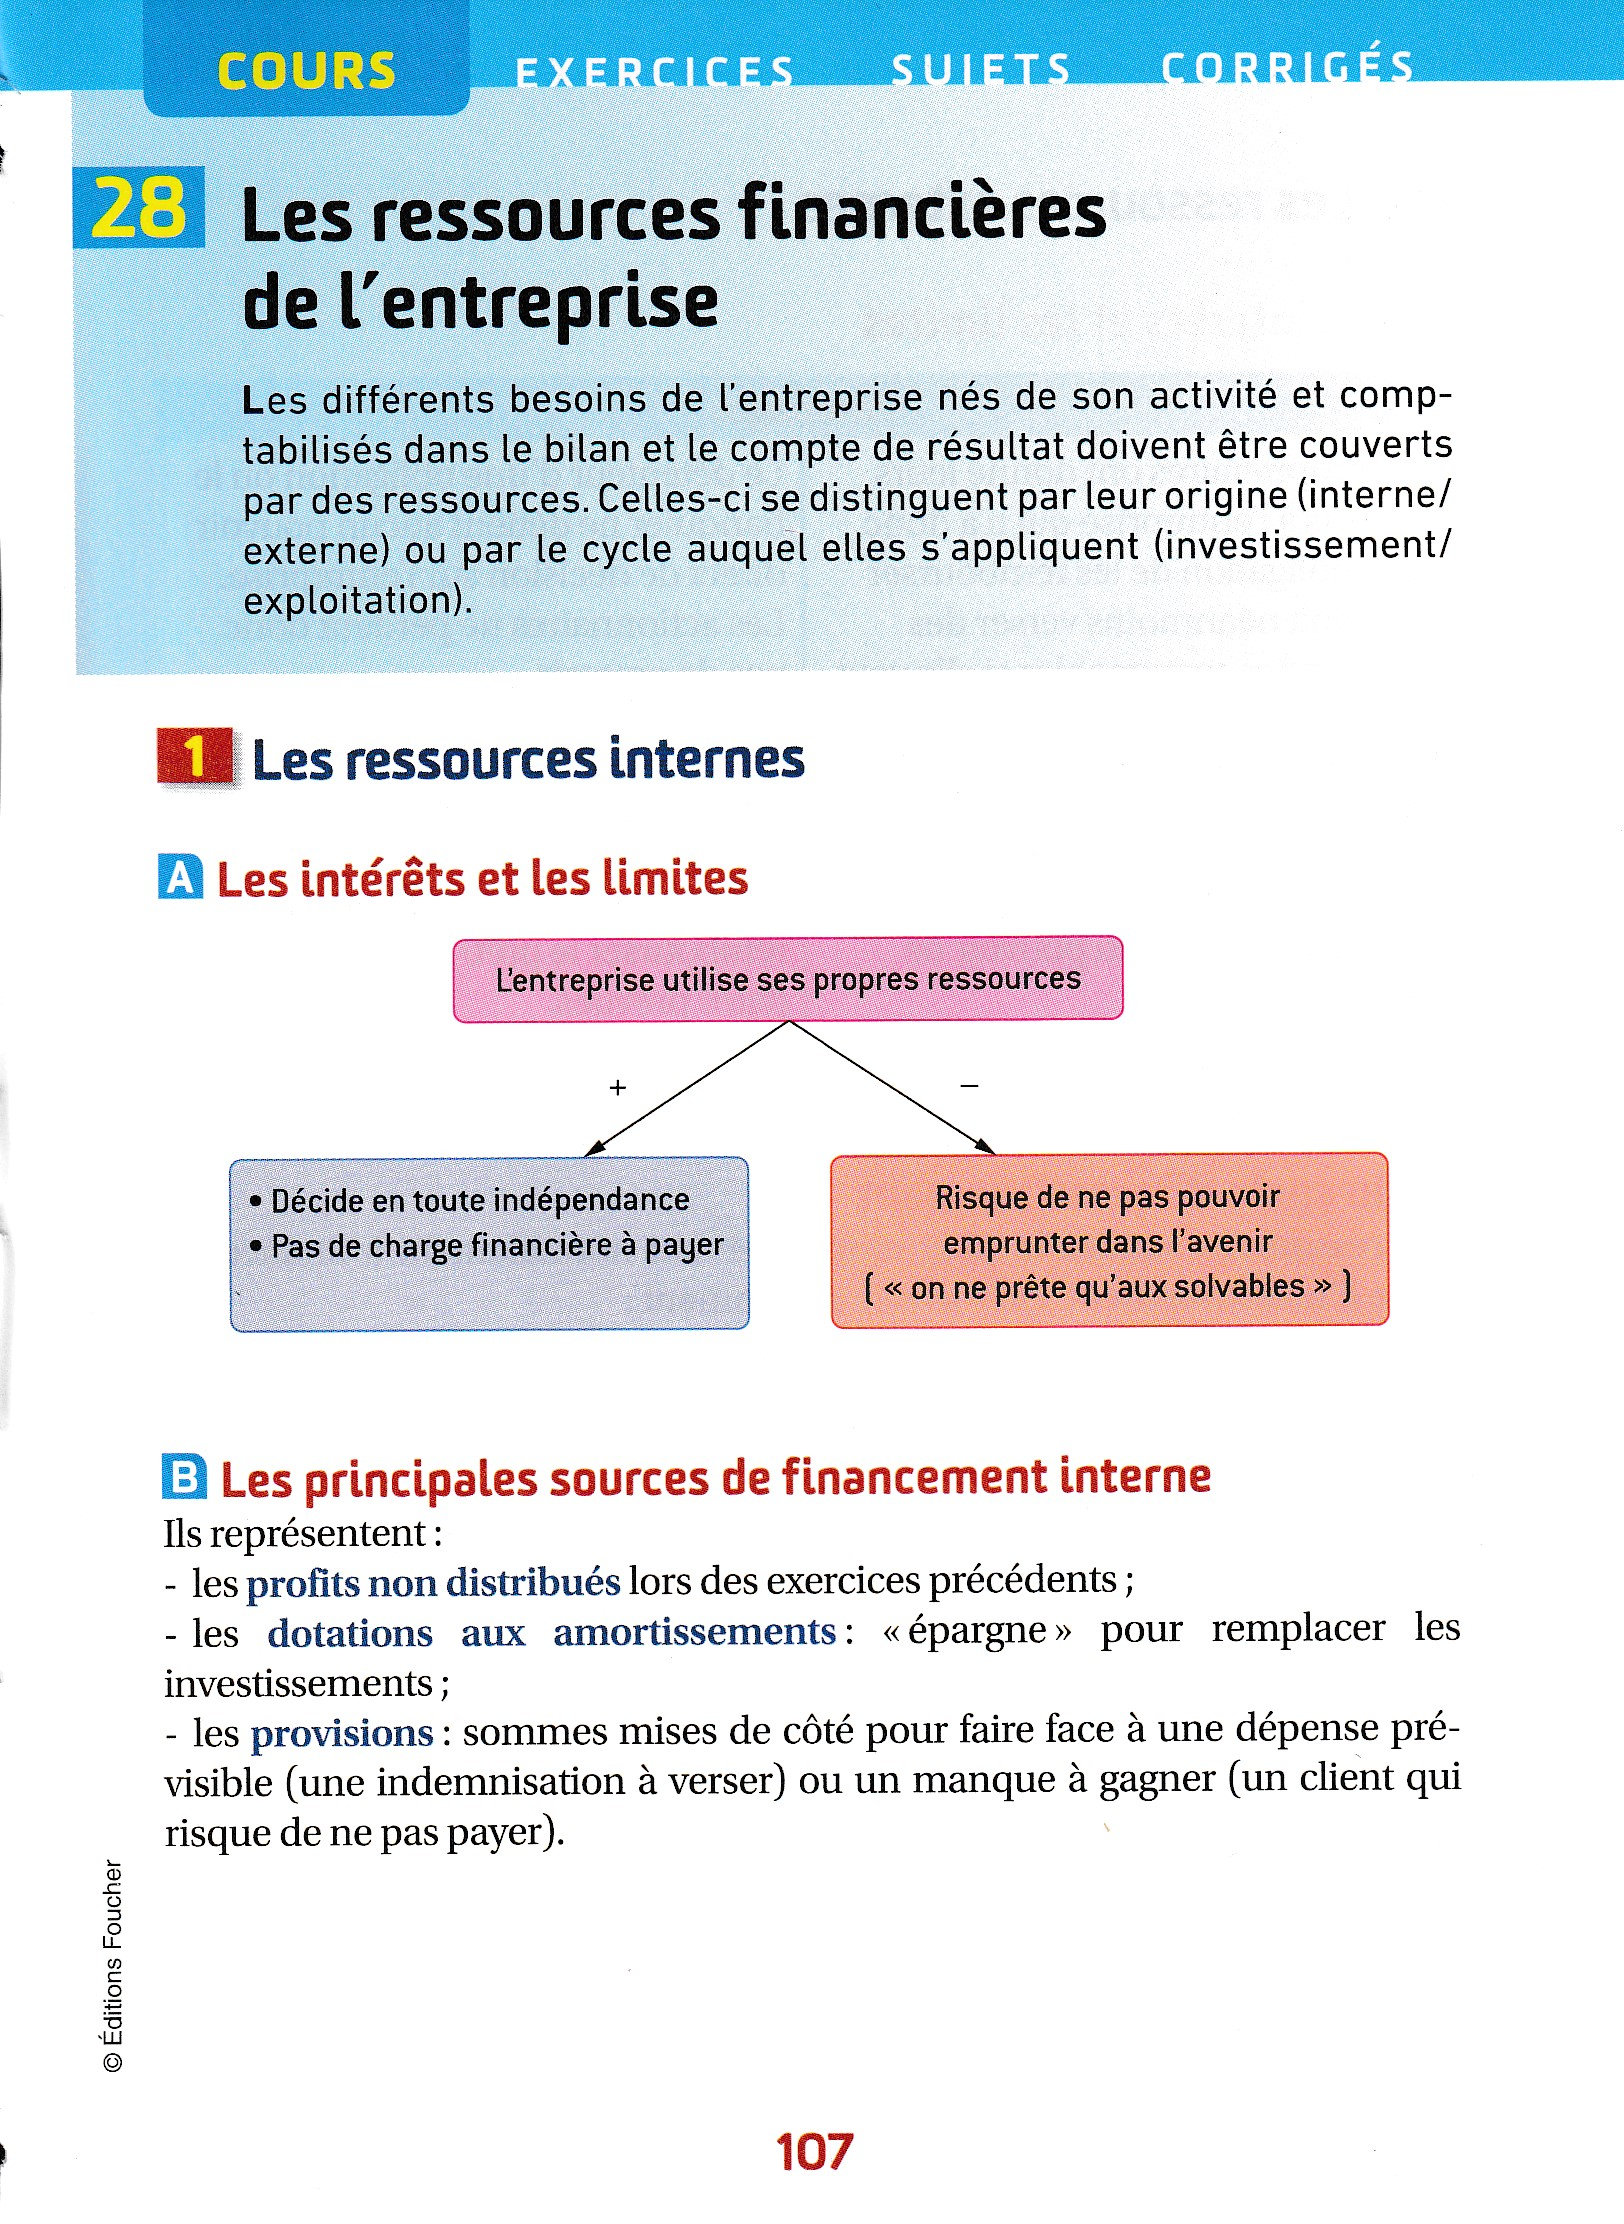 COURS EXERCICES SUJETS CORRIGÉS
28 Les ressources financières
de l'entreprise
Les différents besoins de l'entreprise nés de son activité et comp-
tabilisés dans le bilan et le compte de résultat doivent être couverts
par des ressources. Celles-ci se distinguent par leur origine (interne/
externe) ou par le cycle auquel elles s'appliquent (investissement/
exploitation).
1 Les ressources internes
A Les intérêts et les limites
L'entreprise utilise ses propres ressources
+ –
• Décide en toute indépendance
• Pas de charge financière à payer
Risque de ne pas pouvoir
emprunter dans l'avenir
( « on ne prête qu'aux solvables » )
B Les principales sources de financement interne
Ils représentent :
- les profits non distribués lors des exercices précédents ;
- les dotations aux amortissements : « épargne » pour remplacer les
investissements ;
- les provisions : sommes mises de côté pour faire face à une dépense pré-
visible (une indemnisation à verser) ou un manque à gagner (un client qui
risque de ne pas payer).
© Éditions Foucher
107